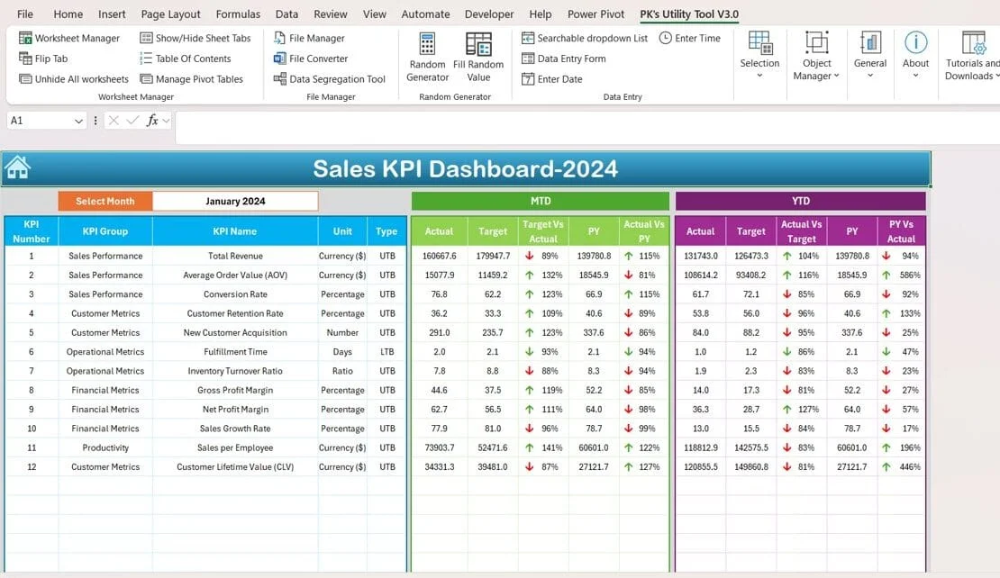 File Home Insert Page Layout Formulas Data Review View Automate Developer Help Power Pivot PK's Utility Tool V3.0
Worksheet Manager Show/Hide Sheet Tabs File Manager Searchable dropdown List Enter Time
Flip Tab Table Of Contents File Converter Random Generator Fill Random Value Data Entry Form Selection Object Manager General About Tutorials and Downloads
Unhide All worksheets Manage Pivot Tables Data Segregation Tool Enter Date
Worksheet Manager File Manager Random Generator Data Entry
A1 fx
Sales KPI Dashboard-2024
Select Month January 2024 MTD YTD
KPI Number KPI Group KPI Name Unit Type Actual Target Target Vs Actual PY Actual Vs PY Actual Target Actual Vs Target PY PY Vs Actual
1 Sales Performance Total Revenue Currency ($) UTB 160667.6 179947.7 ↓ 89% 139780.8 ↑ 115% 131743.0 126473.3 ↑ 104% 139780.8 ↓ 94%
2 Sales Performance Average Order Value (AOV) Currency ($) UTB 15077.9 11459.2 ↑ 132% 18545.9 ↓ 81% 108614.2 93408.2 ↑ 116% 18545.9 ↑ 586%
3 Sales Performance Conversion Rate Percentage UTB 76.8 62.2 ↑ 123% 66.9 ↑ 115% 61.7 72.1 ↓ 85% 66.9 ↓ 92%
4 Customer Metrics Customer Retention Rate Percentage UTB 36.2 33.3 ↑ 109% 40.6 ↓ 89% 53.8 56.0 ↓ 96% 40.6 ↑ 133%
5 Customer Metrics New Customer Acquisition Number UTB 291.0 235.7 ↑ 123% 337.6 ↓ 86% 84.0 88.2 ↓ 95% 337.6 ↓ 25%
6 Operational Metrics Fulfillment Time Days LTB 2.0 2.1 ↓ 93% 2.1 ↓ 94% 1.0 1.2 ↓ 86% 2.1 ↓ 47%
7 Operational Metrics Inventory Turnover Ratio Ratio UTB 7.8 8.8 ↓ 88% 8.3 ↓ 94% 1.9 2.3 ↓ 83% 8.3 ↓ 23%
8 Financial Metrics Gross Profit Margin Percentage UTB 44.6 37.5 ↑ 119% 52.2 ↓ 85% 14.0 17.3 ↓ 81% 52.2 ↓ 27%
9 Financial Metrics Net Profit Margin Percentage UTB 62.7 56.5 ↑ 111% 64.0 ↓ 98% 36.3 28.7 ↑ 127% 64.0 ↓ 57%
10 Financial Metrics Sales Growth Rate Percentage UTB 77.9 81.0 ↓ 96% 78.7 ↓ 99% 13.0 15.5 ↓ 84% 78.7 ↓ 17%
11 Productivity Sales per Employee Currency ($) UTB 73903.7 52471.6 ↑ 141% 60601.0 ↑ 122% 118812.9 142575.5 ↓ 83% 60601.0 ↑ 196%
12 Customer Metrics Customer Lifetime Value (CLV) Currency ($) UTB 34331.3 39481.0 ↓ 87% 27121.7 ↑ 127% 120855.5 149860.8 ↓ 81% 27121.7 ↑ 446%